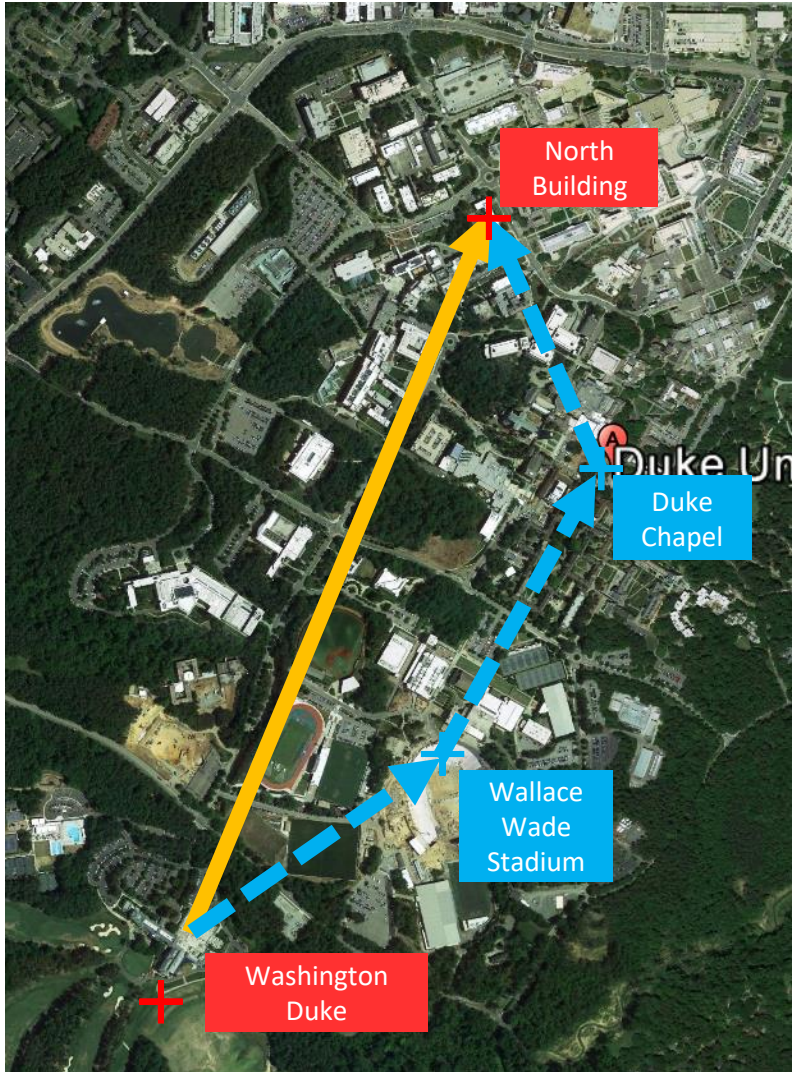 North
Building
A
Duke Un
Duke
Chapel
Wallace
Wade
Stadium
Washington
Duke